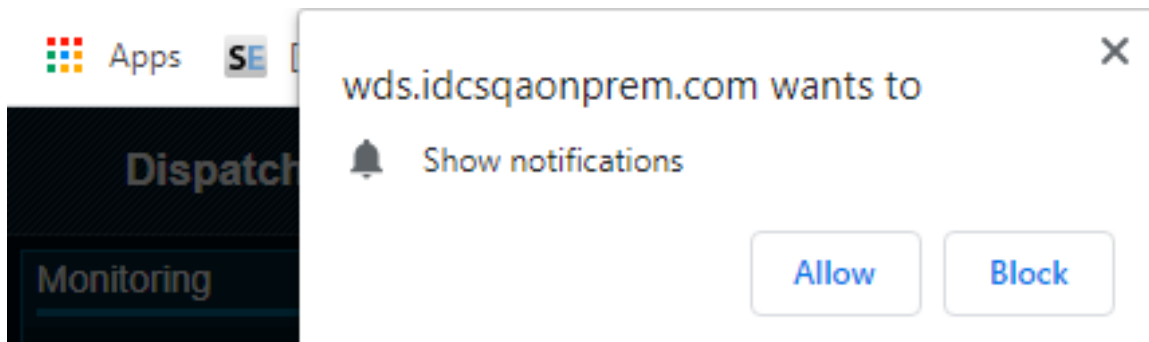 Apps SE [
wds.idcsqaonprem.com wants to
Show notifications
Dispatch
Monitoring
Allow
Block